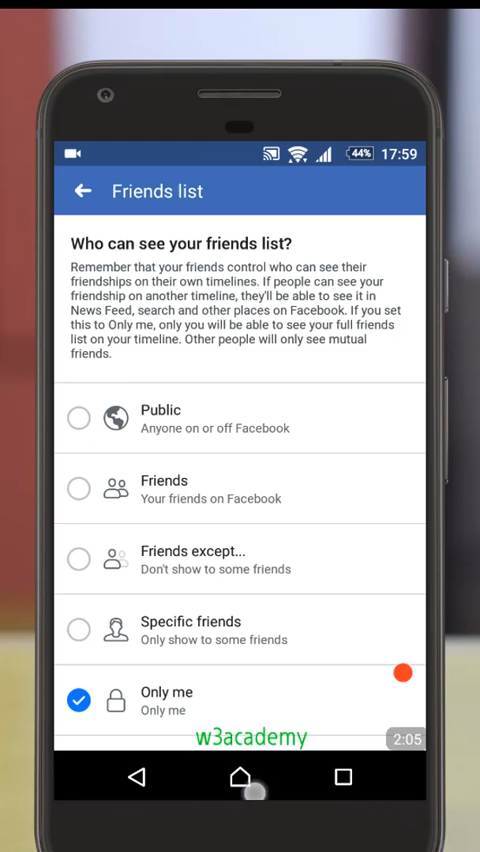 44% 17:59
Friends list
Who can see your friends list?
Remember that your friends control who can see their
friendships on their own timelines. If people can see your
friendship on another timeline, they'll be able to see it in
News Feed, search and other places on Facebook. If you set
this to Only me, only you will be able to see your full friends
list on your timeline. Other people will only see mutual
friends.
Public
Anyone on or off Facebook
Friends
Your friends on Facebook
Friends except...
Don't show to some friends
Specific friends
Only show to some friends
Only me
Only me
w3academy
2:05